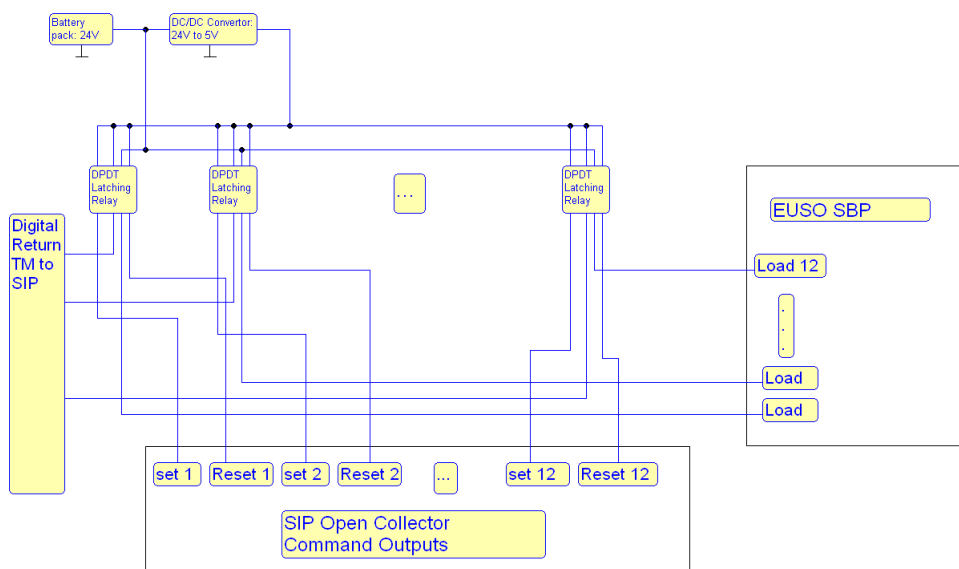 Battery
pack: 24V
DC/DC Convertor:
24V to 5V
DPDT
Latching
Relay
DPDT
Latching
Relay
...
DPDT
Latching
Relay
Digital
Return
TM to
SIP
EUSO SBP
Load 12
.
.
.
Load
Load
set 1
Reset 1
set 2
Reset 2
...
set 12
Reset 12
SIP Open Collector
Command Outputs